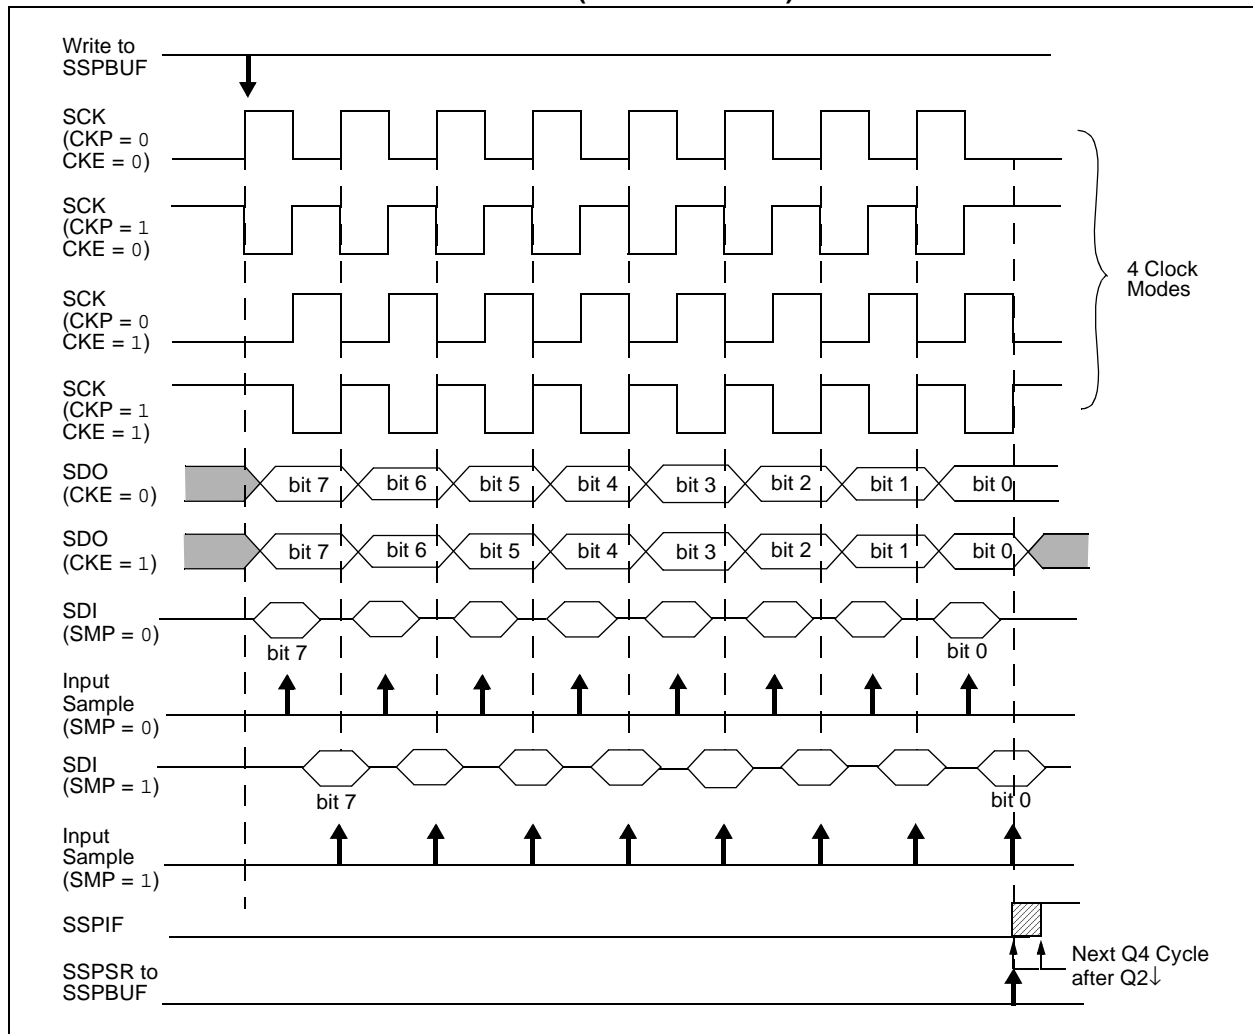 Write to
SSPBUF
SCK
(CKP = 0
CKE = 0)
SCK
(CKP = 1
CKE = 0)
4 Clock
Modes
SCK
(CKP = 0
CKE = 1)
SCK
(CKP = 1
CKE = 1)
SDO
(CKE = 0)
bit 7 bit 6 bit 5 bit 4 bit 3 bit 2 bit 1 bit 0
SDO
(CKE = 1)
bit 7 bit 6 bit 5 bit 4 bit 3 bit 2 bit 1 bit 0
SDI
(SMP = 0)
bit 7 bit 0
Input
Sample
(SMP = 0)
SDI
(SMP = 1)
bit 7 bit 0
Input
Sample
(SMP = 1)
SSPIF
Next Q4 Cycle
after Q2↓
SSPSR to
SSPBUF